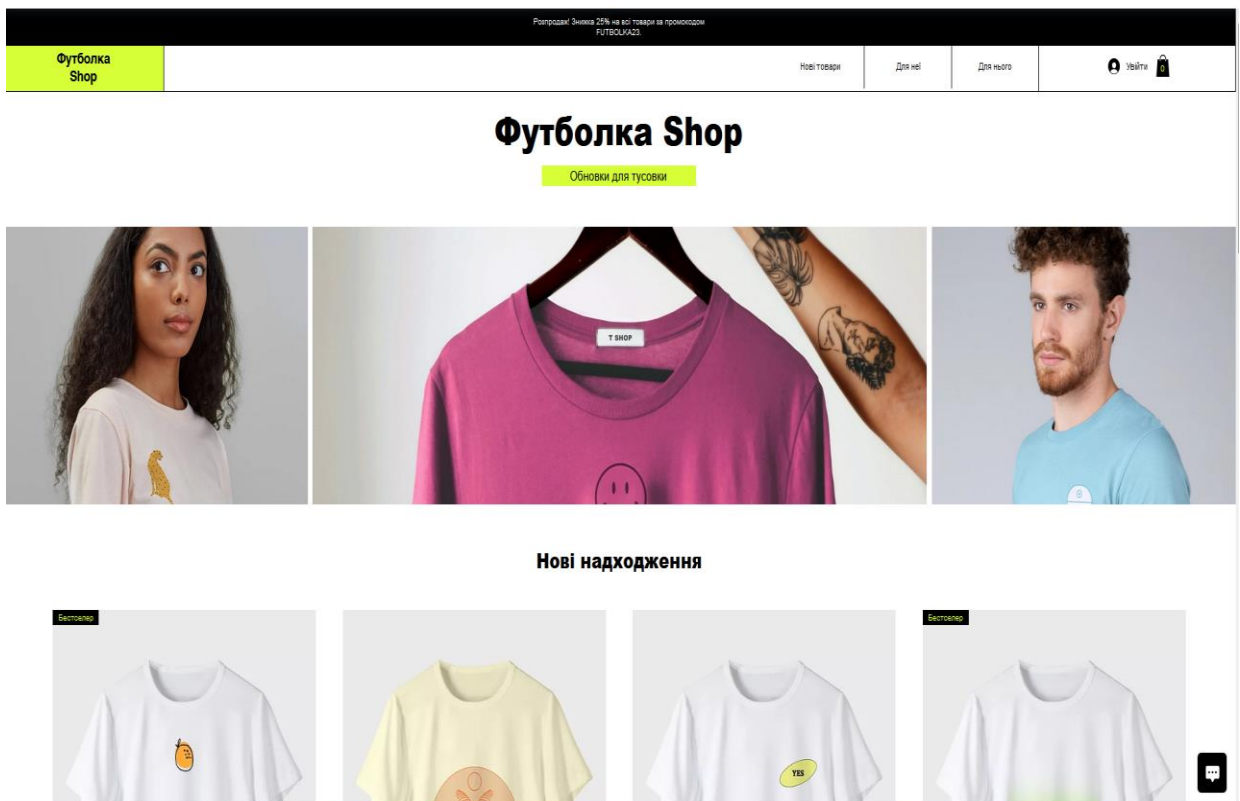 Розпродаж! Знижка 25% на всі товари за промокодом
FUTBOLKA23.
Футболка
Shop
Нові товари
Для неї
Для нього
Увійти
0
Футболка Shop
Обновки для тусовки
T SHOP
Нові надходження
Бестселер
Бестселер
YES